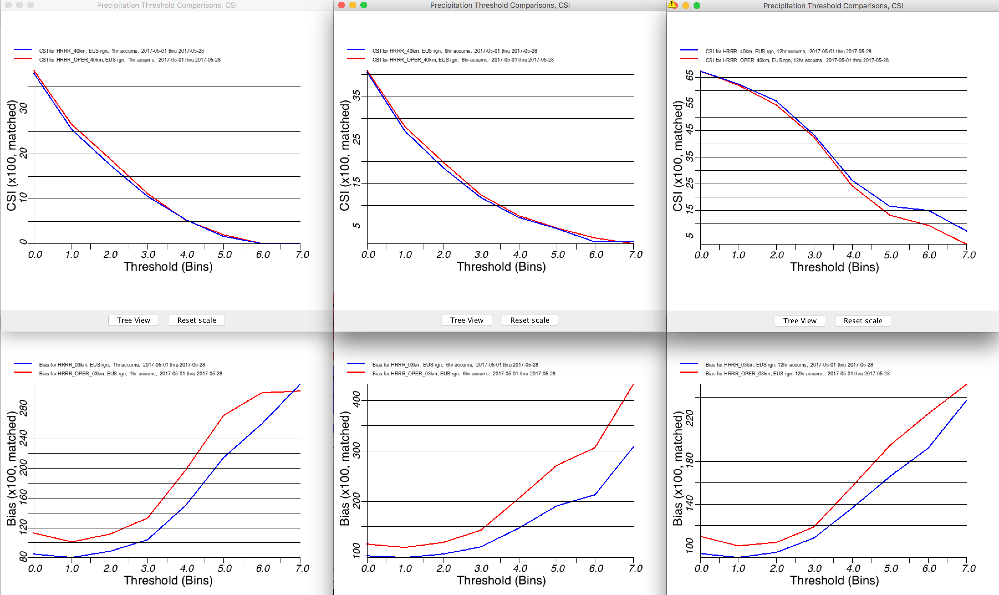 Precipitation Threshold Comparisons, CSI
CSI for HRRR_40km, EUS rgn, 1hr accums, 2017-05-01 thru 2017-05-28
CSI for HRRR_OPER_40km, EUS rgn, 1hr accums, 2017-05-01 thru 2017-05-28
CSI (x100, matched)
30
20
10
0
0.0 1.0 2.0 3.0 4.0 5.0 6.0 7.0
Threshold (Bins)
Tree View Reset scale
Precipitation Threshold Comparisons, CSI
CSI for HRRR_40km, EUS rgn, 6hr accums, 2017-05-01 thru 2017-05-28
CSI for HRRR_OPER_40km, EUS rgn, 6hr accums, 2017-05-01 thru 2017-05-28
CSI (x100, matched)
35
25
15
5
0.0 1.0 2.0 3.0 4.0 5.0 6.0 7.0
Threshold (Bins)
Tree View Reset scale
Precipitation Threshold Comparisons, CSI
CSI for HRRR_40km, EUS rgn, 12hr accums, 2017-05-01 thru 2017-05-28
CSI for HRRR_OPER_40km, EUS rgn, 12hr accums, 2017-05-01 thru 2017-05-28
CSI (x100, matched)
65
55
45
35
25
15
5
0.0 1.0 2.0 3.0 4.0 5.0 6.0 7.0
Threshold (Bins)
Tree View Reset scale
Bias for HRRR_03km, EUS rgn, 1hr accums, 2017-05-01 thru 2017-05-28
Bias for HRRR_OPER_03km, EUS rgn, 1hr accums, 2017-05-01 thru 2017-05-28
Bias (x100, matched)
280
240
200
160
120
80
0.0 1.0 2.0 3.0 4.0 5.0 6.0 7.0
Threshold (Bins)
Bias for HRRR_03km, EUS rgn, 6hr accums, 2017-05-01 thru 2017-05-28
Bias for HRRR_OPER_03km, EUS rgn, 6hr accums, 2017-05-01 thru 2017-05-28
Bias (x100, matched)
400
300
200
100
0.0 1.0 2.0 3.0 4.0 5.0 6.0 7.0
Threshold (Bins)
Bias for HRRR_03km, EUS rgn, 12hr accums, 2017-05-01 thru 2017-05-28
Bias for HRRR_OPER_03km, EUS rgn, 12hr accums, 2017-05-01 thru 2017-05-28
Bias (x100, matched)
220
180
140
100
0.0 1.0 2.0 3.0 4.0 5.0 6.0 7.0
Threshold (Bins)